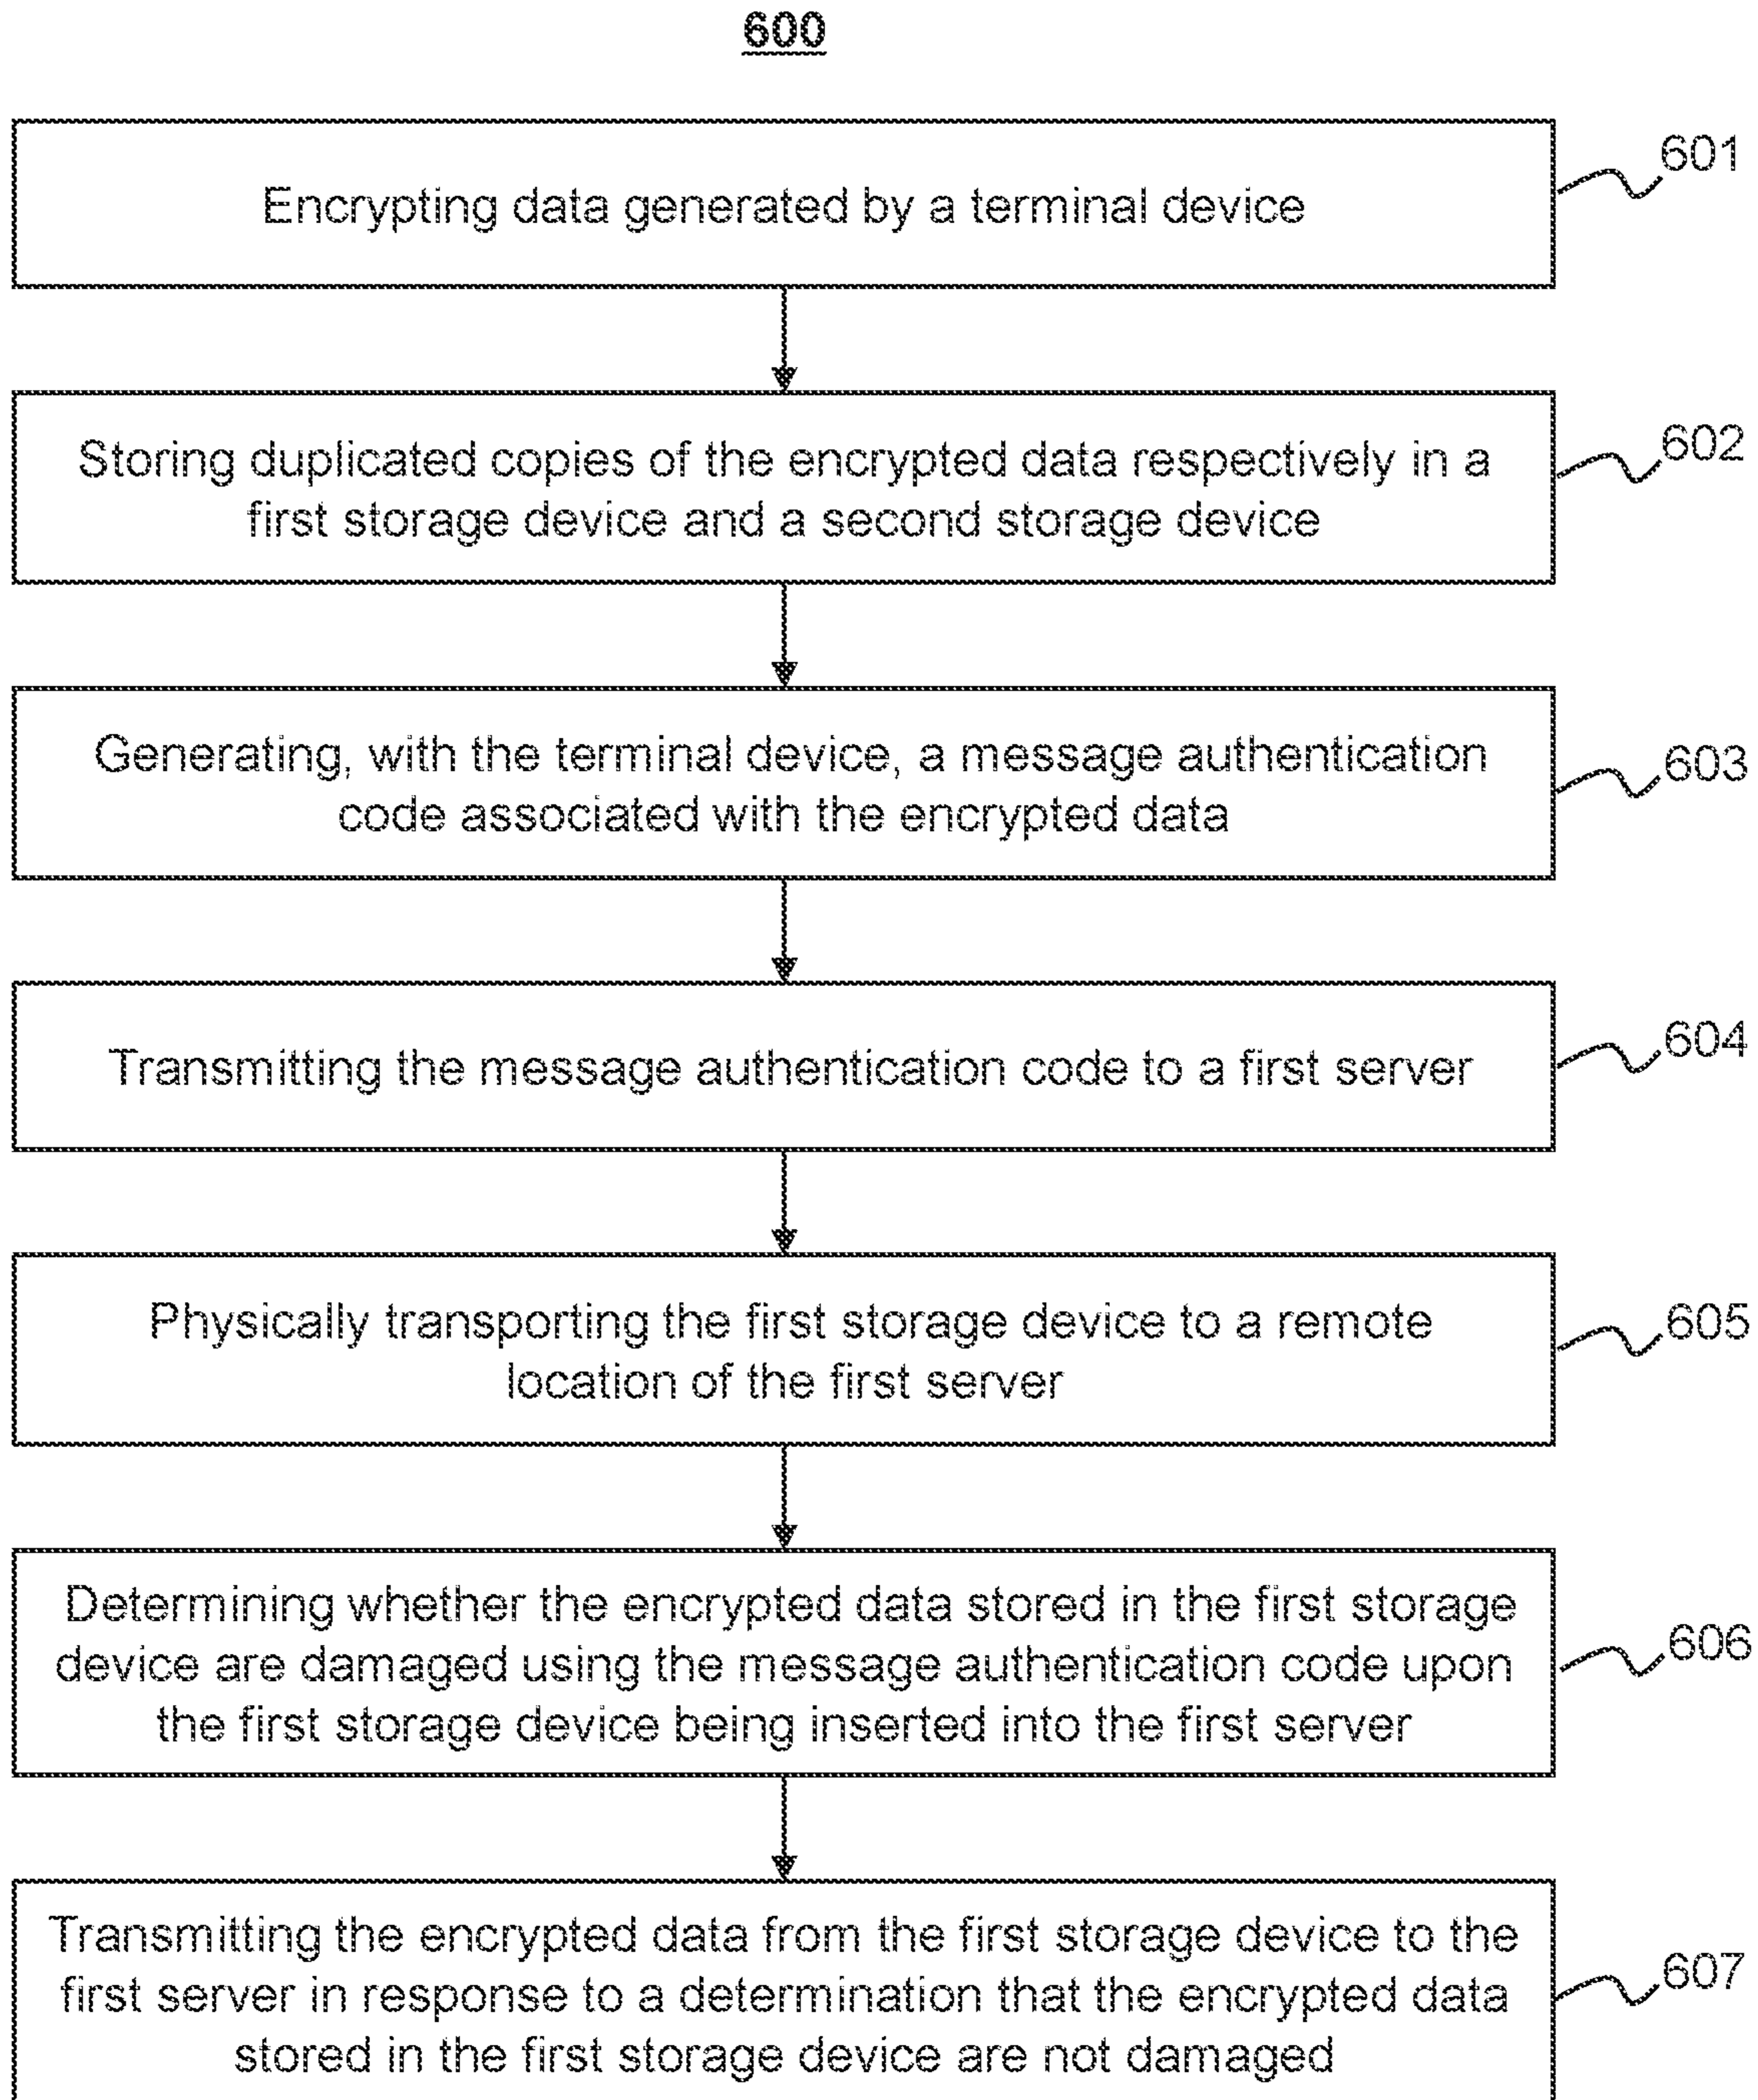 600
Encrypting data generated by a terminal device
601
Storing duplicated copies of the encrypted data respectively in a
first storage device and a second storage device
602
Generating, with the terminal device, a message authentication
code associated with the encrypted data
603
Transmitting the message authentication code to a first server
604
Physically transporting the first storage device to a remote
location of the first server
605
Determining whether the encrypted data stored in the first storage
device are damaged using the message authentication code upon
the first storage device being inserted into the first server
606
Transmitting the encrypted data from the first storage device to the
first server in response to a determination that the encrypted data
stored in the first storage device are not damaged
607